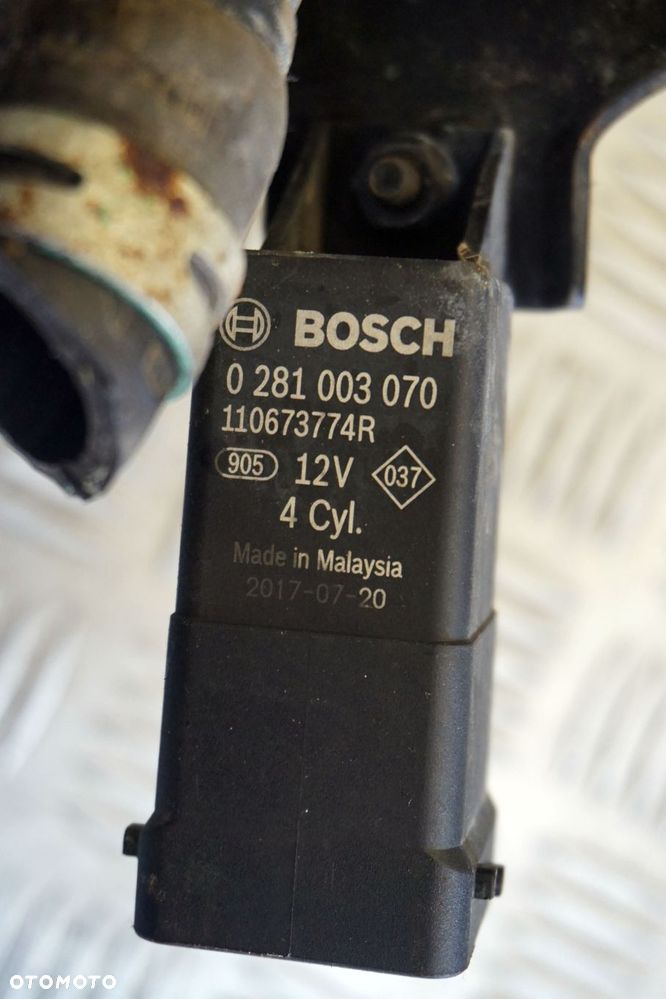 BOSCH
0 281 003 070
110673774R
905 12V 037
4 Cyl.
Made in Malaysia
2017-07-20
OTOMOTO